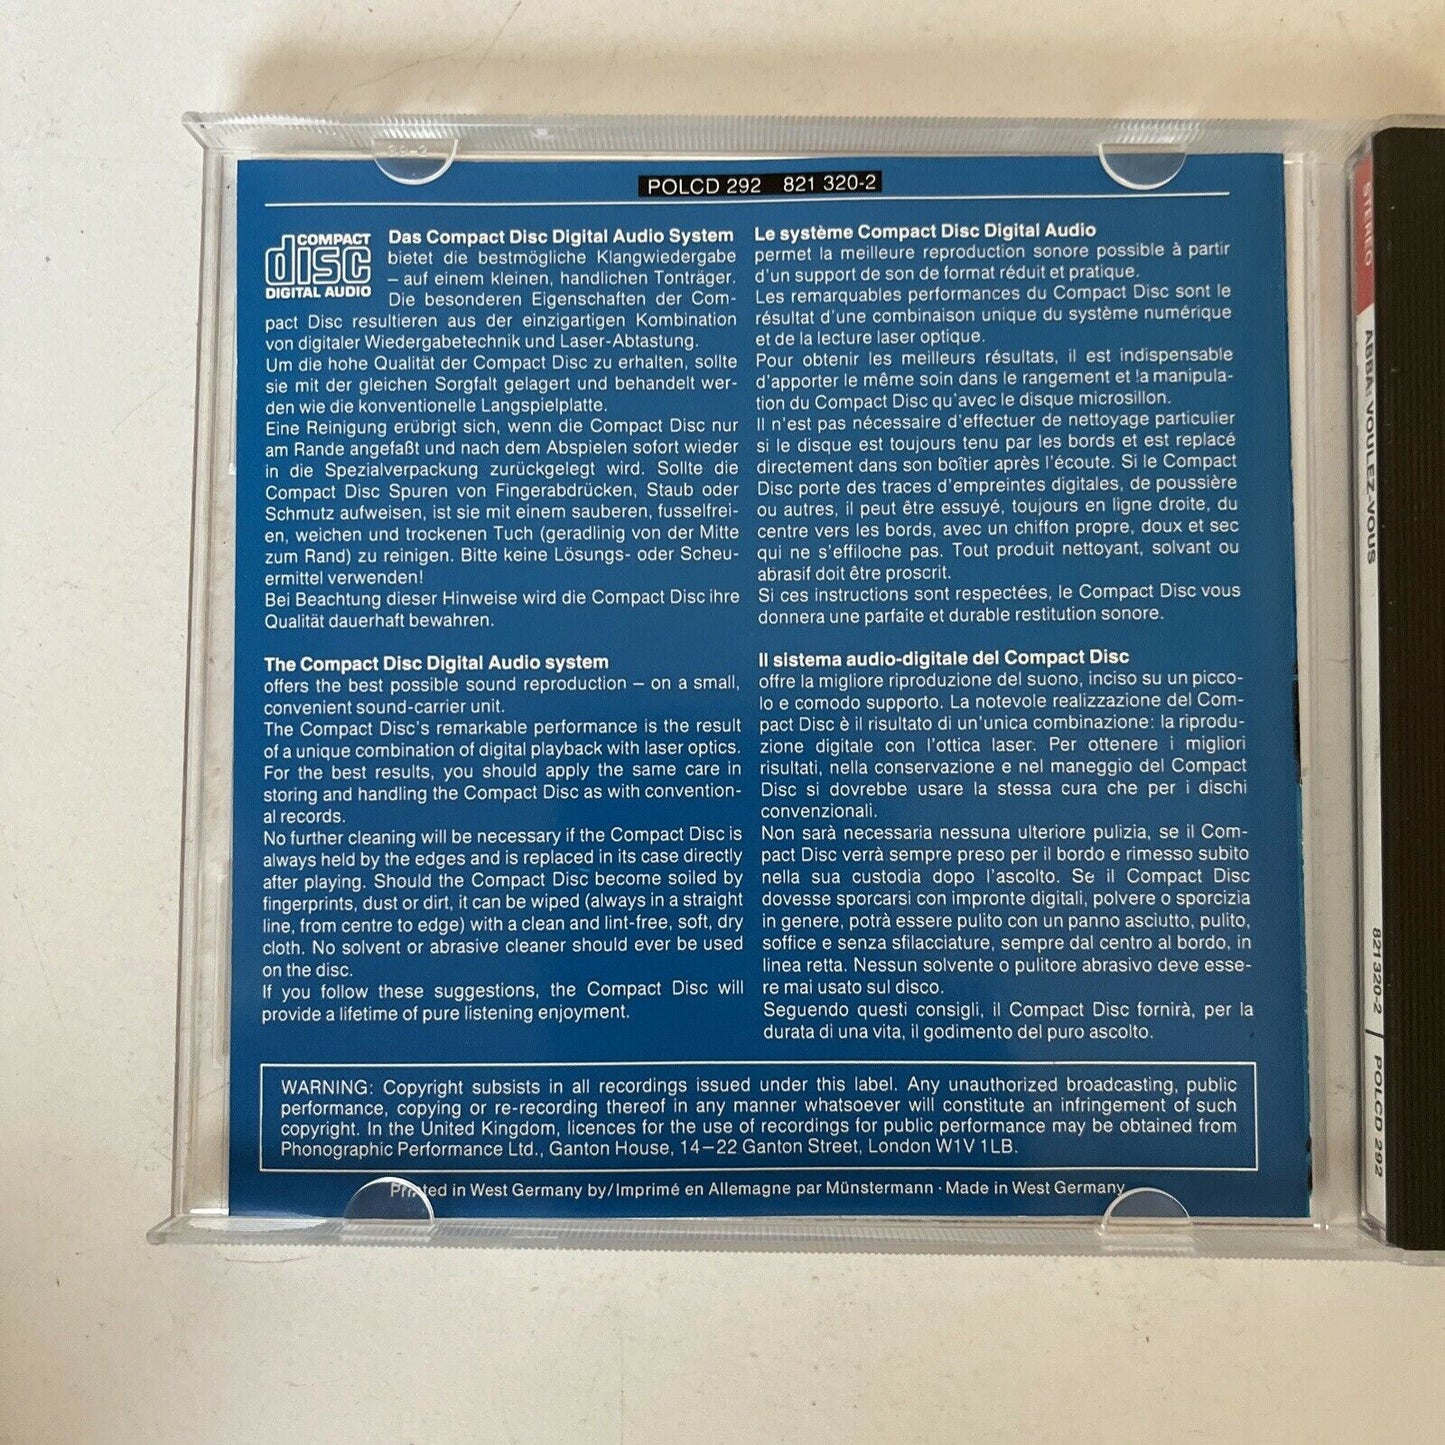 POLCD 292 821 320-2
COMPACT
disc
DIGITAL AUDIO
Das Compact Disc Digital Audio System
bietet die bestmögliche Klangwiedergabe
– auf einem kleinen, handlichen Tonträger.
Die besonderen Eigenschaften der Com-
pact Disc resultieren aus der einzigartigen Kombination
von digitaler Wiedergabetechnik und Laser-Abtastung.
Um die hohe Qualität der Compact Disc zu erhalten, sollte
sie mit der gleichen Sorgfalt gelagert und behandelt wer-
den wie die konventionelle Langspielplatte.
Eine Reinigung erübrigt sich, wenn die Compact Disc nur
am Rande angefaßt und nach dem Abspielen sofort wieder
in die Spezialverpackung zurückgelegt wird. Sollte die
Compact Disc Spuren von Fingerabdrücken, Staub oder
Schmutz aufweisen, ist sie mit einem sauberen, fusselfrei-
en, weichen und trockenen Tuch (geradlinig von der Mitte
zum Rand) zu reinigen. Bitte keine Lösungs- oder Scheu-
ermittel verwenden!
Bei Beachtung dieser Hinweise wird die Compact Disc ihre
Qualität dauerhaft bewahren.
The Compact Disc Digital Audio system
offers the best possible sound reproduction – on a small,
convenient sound-carrier unit.
The Compact Disc's remarkable performance is the result
of a unique combination of digital playback with laser optics.
For the best results, you should apply the same care in
storing and handling the Compact Disc as with convention-
al records.
No further cleaning will be necessary if the Compact Disc is
always held by the edges and is replaced in its case directly
after playing. Should the Compact Disc become soiled by
fingerprints, dust or dirt, it can be wiped (always in a straight
line, from centre to edge) with a clean and lint-free, soft, dry
cloth. No solvent or abrasive cleaner should ever be used
on the disc.
If you follow these suggestions, the Compact Disc will
provide a lifetime of pure listening enjoyment.
Le système Compact Disc Digital Audio
permet la meilleure reproduction sonore possible à partir
d'un support de son de format réduit et pratique.
Les remarquables performances du Compact Disc sont le
résultat d'une combinaison unique du système numérique
et de la lecture laser optique.
Pour obtenir les meilleurs résultats, il est indispensable
d'apporter le même soin dans le rangement et la manipula-
tion du Compact Disc qu'avec le disque microsillon.
Il n'est pas nécessaire d'effectuer de nettoyage particulier
si le disque est toujours tenu par les bords et est replacé
directement dans son boîtier après l'écoute. Si le Compact
Disc porte des traces d'empreintes digitales, de poussière
ou autres, il peut être essuyé, toujours en ligne droite, du
centre vers les bords, avec un chiffon propre, doux et sec
qui ne s'effiloche pas. Tout produit nettoyant, solvant ou
abrasif doit être proscrit.
Si ces instructions sont respectées, le Compact Disc vous
donnera une parfaite et durable restitution sonore.
Il sistema audio-digitale del Compact Disc
offre la migliore riproduzione del suono, inciso su un picco-
lo e comodo supporto. La notevole realizzazione del Com-
pact Disc è il risultato di un'unica combinazione: la riprodu-
zione digitale con l'ottica laser. Per ottenere i migliori
risultati, nella conservazione e nel maneggio del Compact
Disc si dovrebbe usare la stessa cura che per i dischi
convenzionali.
Non sarà necessaria nessuna ulteriore pulizia, se il Com-
pact Disc verrà sempre preso per il bordo e rimesso subito
nella sua custodia dopo l'ascolto. Se il Compact Disc
dovesse sporcarsi con impronte digitali, polvere o sporcizia
in genere, potrà essere pulito con un panno asciutto, pulito,
soffice e senza sfilacciature, sempre dal centro al bordo, in
linea retta. Nessun solvente o pulitore abrasivo deve esse-
re mai usato sul disco.
Seguendo questi consigli, il Compact Disc fornirà, per la
durata di una vita, il godimento del puro ascolto.
WARNING: Copyright subsists in all recordings issued under this label. Any unauthorized broadcasting, public
performance, copying or re-recording thereof in any manner whatsoever will constitute an infringement of such
copyright. In the United Kingdom, licences for the use of recordings for public performance may be obtained from
Phonographic Performance Ltd., Ganton House, 14–22 Ganton Street, London W1V 1LB.
Printed in West Germany by/Imprimé en Allemagne par Münstermann · Made in West Germany
STEREO ABBA: VOULEZ-VOUS 821 320-2 POLCD 292